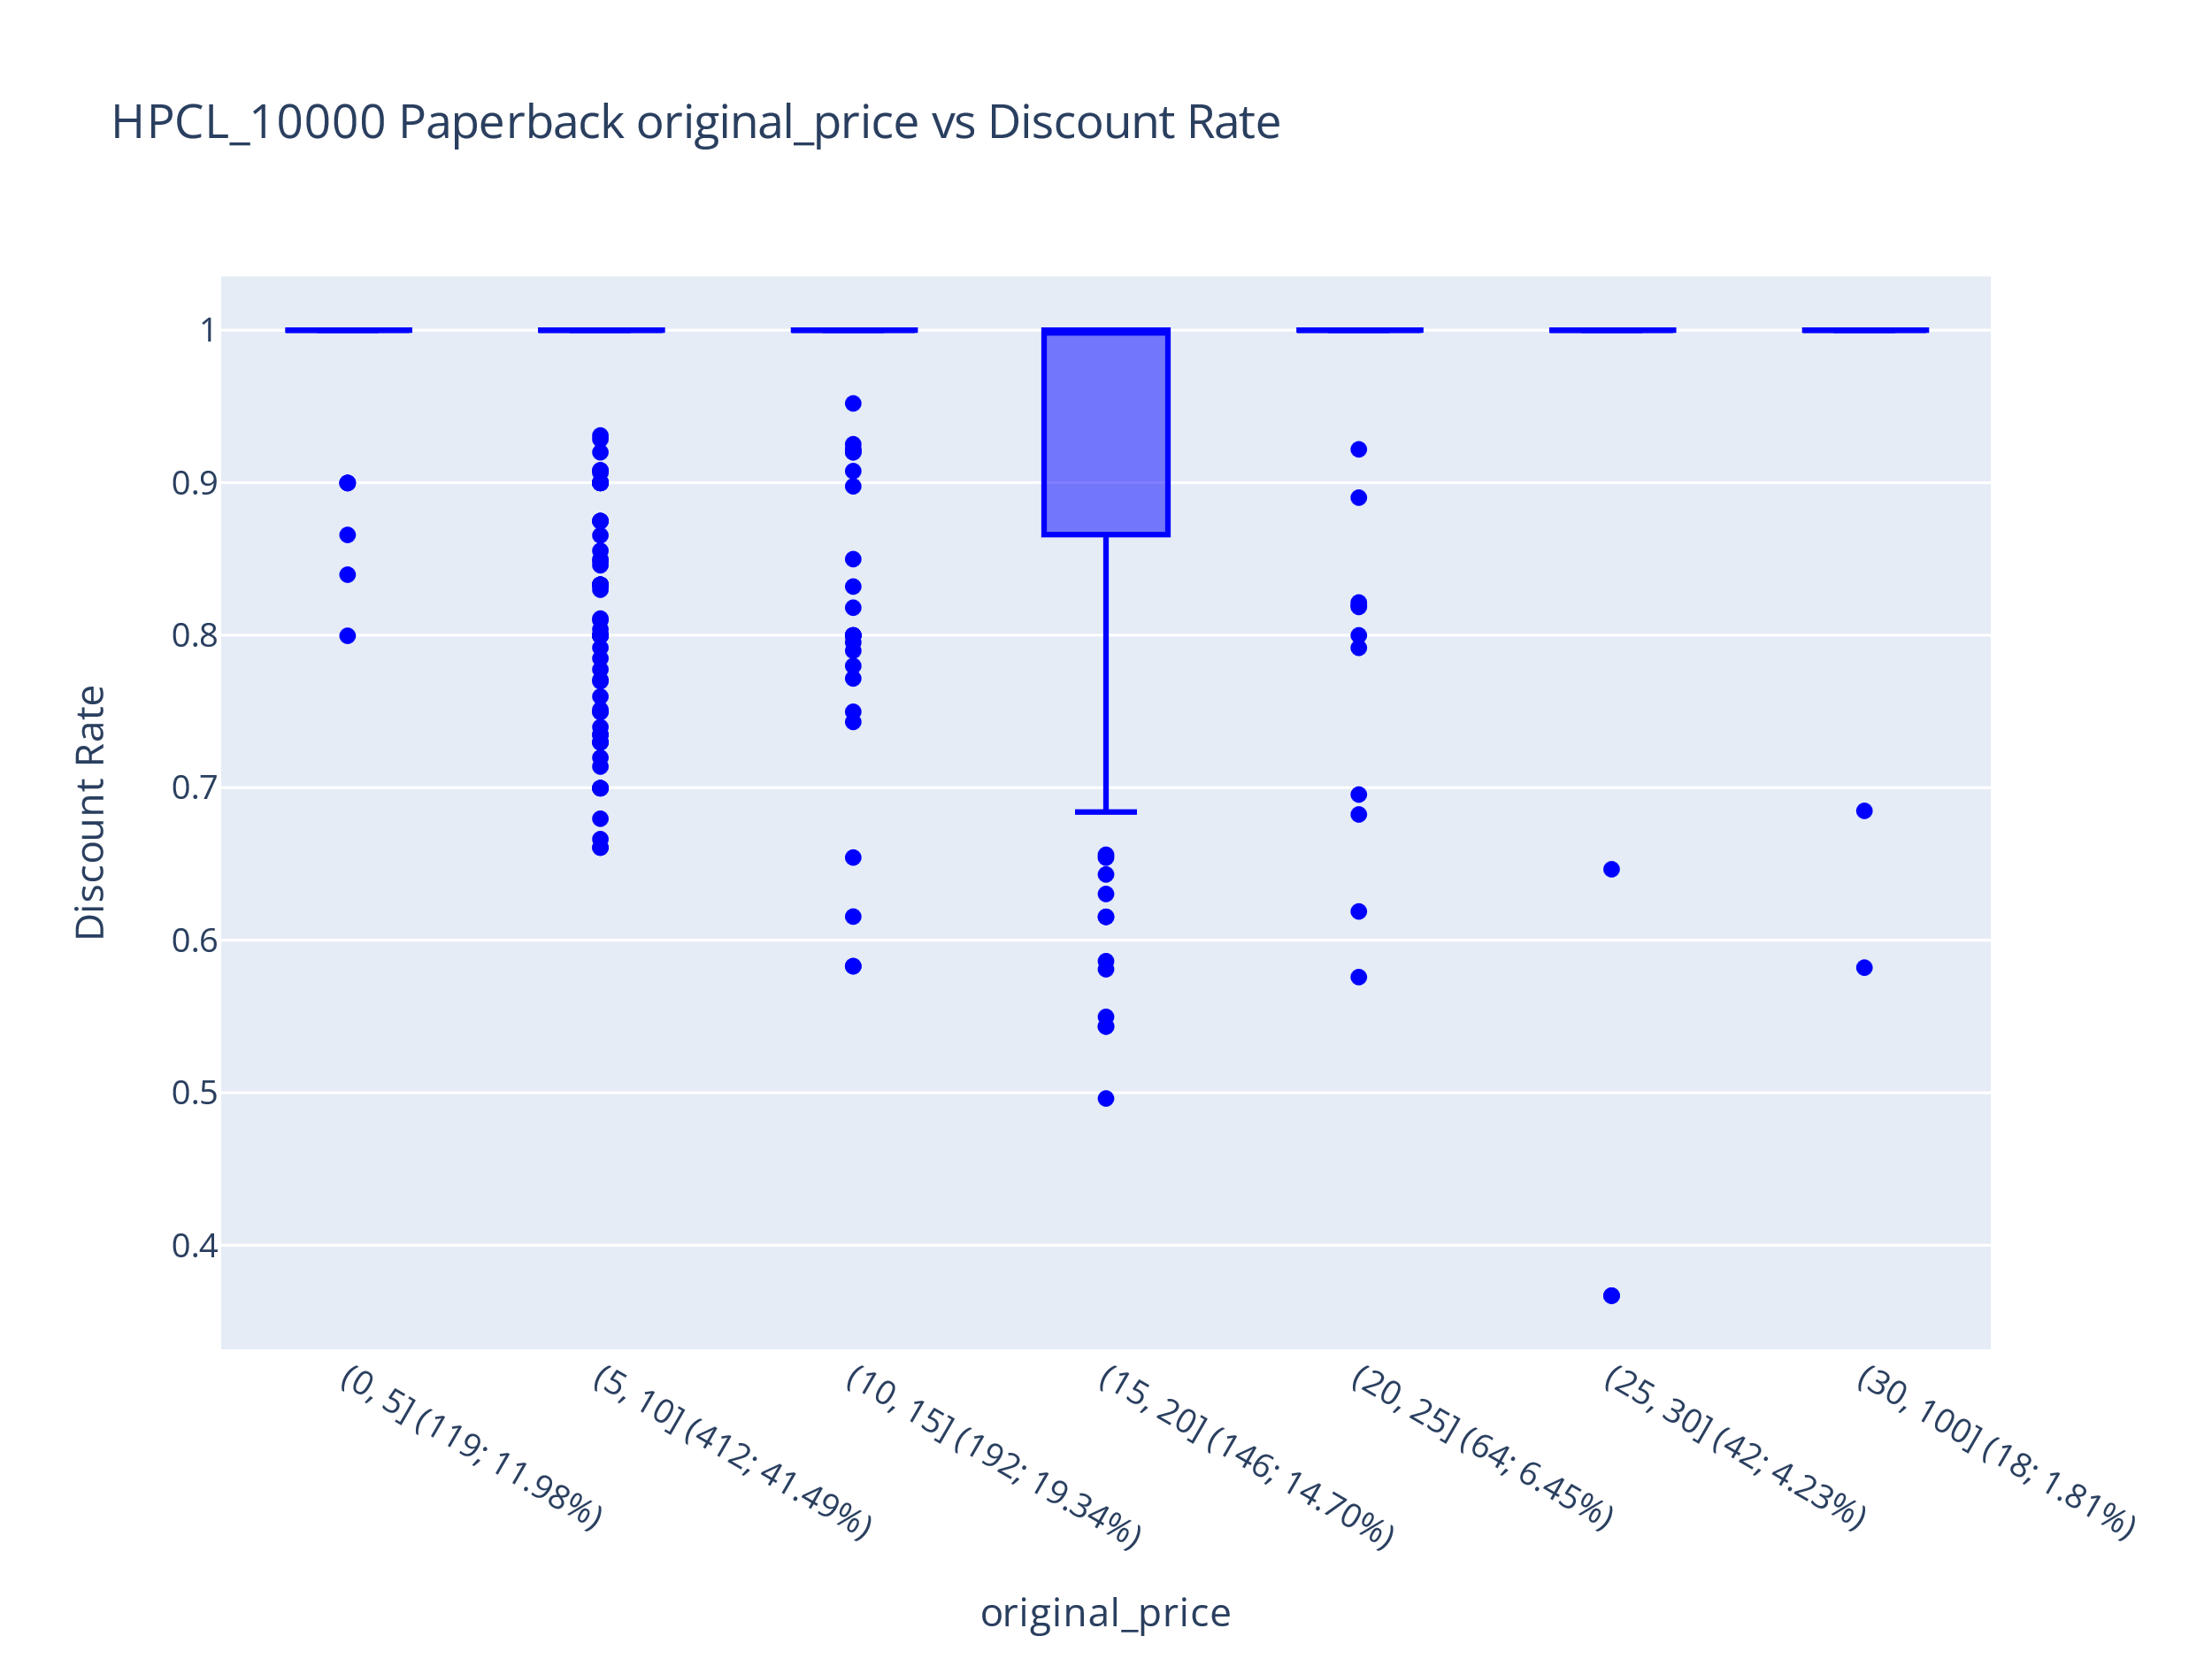 HPCL_10000 Paperback original_price vs Discount Rate
1
0.9
0.8
0.7
0.6
0.5
0.4
Discount Rate
(0, 5] (119; 11.98%)
(5, 10] (412; 41.49%)
(10, 15] (192; 19.34%)
(15, 20] (146; 14.70%)
(20, 25] (64; 6.45%)
(25, 30] (42; 4.23%)
(30, 100] (18; 1.81%)
original_price